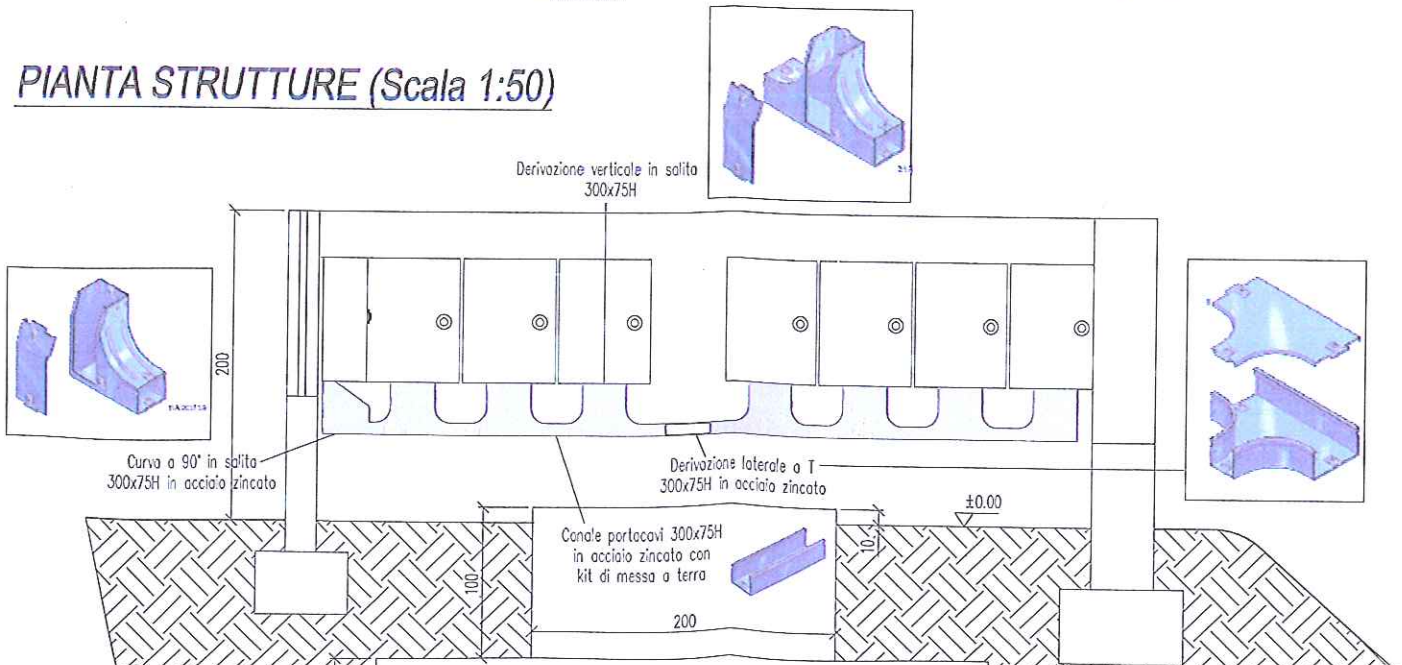 PIANTA STRUTTURE (Scala 1:50)
Derivazione verticale in salita
300x75H
200
Curva a 90° in salita
300x75H in acciaio zincato
Derivazione laterale a T
300x75H in acciaio zincato
±0.00
Canale portacavi 300x75H
in acciaio zincato con
kit di messa a terra
10
100
200